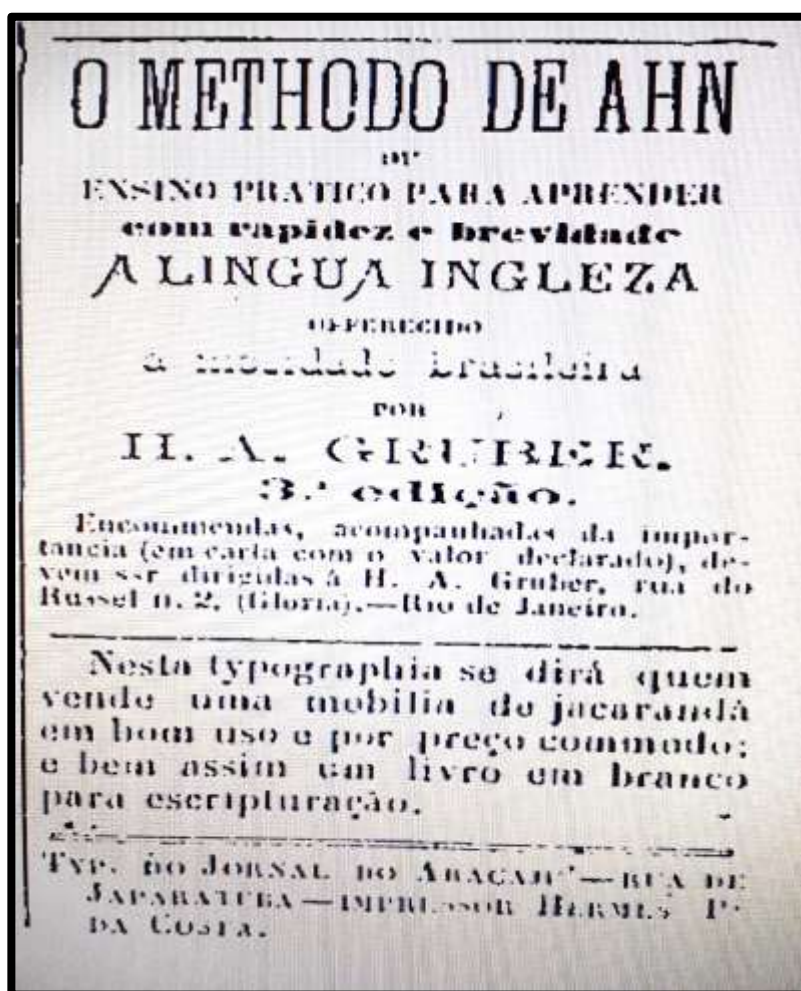 O METHODO DE AHN
OU
ENSINO PRATICO PARA APRENDER
com rapidez e brevidade
A LINGUA INGLEZA
OFFERECIDO
a mocidade brasileira
POR
H. A. GRUBER.
3.ª edição.
Encommendas, acompanhadas da impor-
tancia (em carta com o valor declarado), de-
vem ser dirigidas á H. A. Gruber, rua do
Russel n. 2, (Gloria).—Rio de Janeiro.
Nesta typographia se dirá quem
vende uma mobilia de jacarandá
em bom uso e por preço commodo;
e bem assim um livro em branco
para escripturação.
TYP. DO JORNAL DO ARACAJU'—RUA DE
JAPARATUBA—IMPRESSOR HERMES P.
DA COSTA.